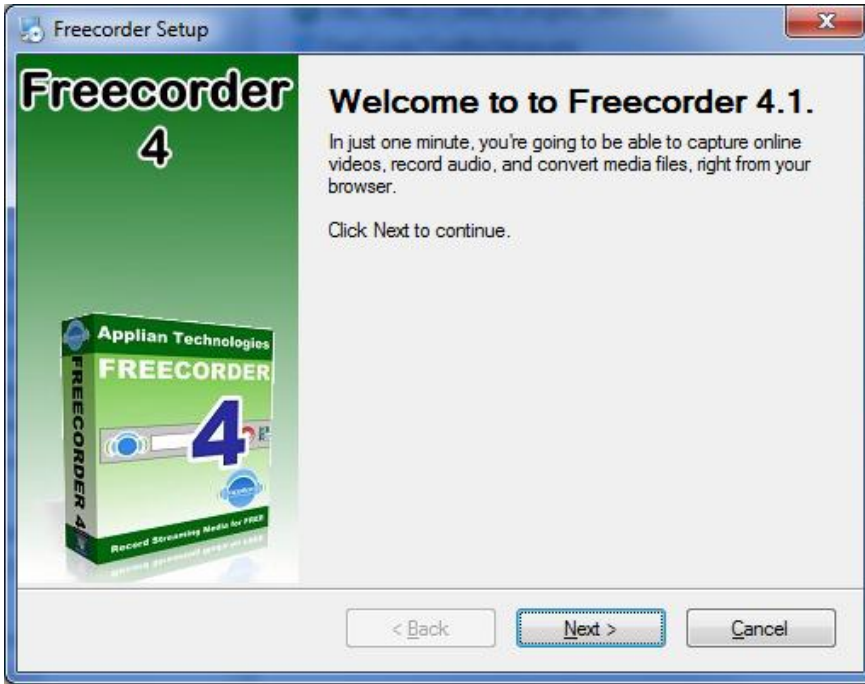 Freecorder Setup
Freecorder
4
Welcome to to Freecorder 4.1.
In just one minute, you're going to be able to capture online
videos, record audio, and convert media files, right from your
browser.
Click Next to continue.
Applian Technologies
FREECORDER
4
FREECORDER 4
Record Streaming Media for FREE
< Back
Next >
Cancel